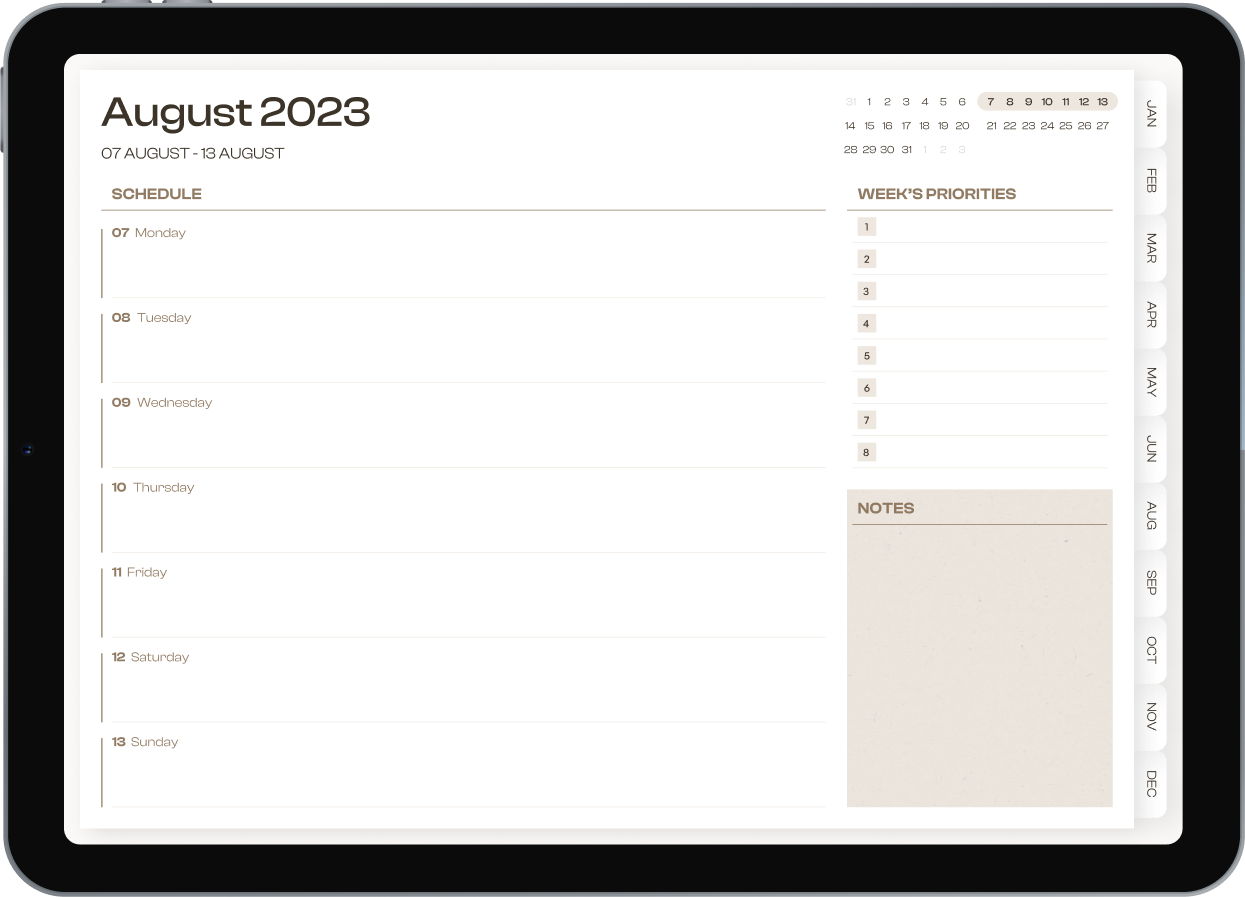 August 2023
07 AUGUST - 13 AUGUST
31 1 2 3 4 5 6 7 8 9 10 11 12 13
14 15 16 17 18 19 20 21 22 23 24 25 26 27
28 29 30 31 1 2 3
SCHEDULE
07 Monday
08 Tuesday
09 Wednesday
10 Thursday
11 Friday
12 Saturday
13 Sunday
WEEK'S PRIORITIES
1
2
3
4
5
6
7
8
NOTES
JAN
FEB
MAR
APR
MAY
JUN
AUG
SEP
OCT
NOV
DEC